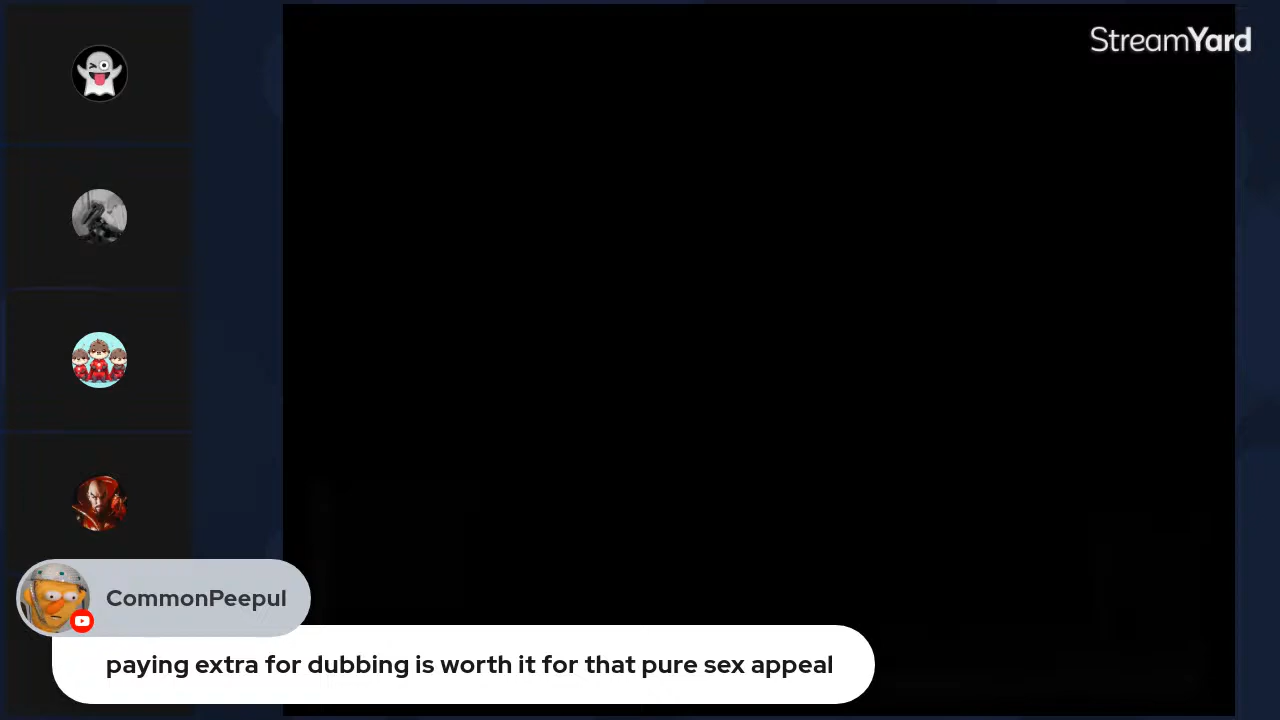 StreamYard
CommonPeepul
paying extra for dubbing is worth it for that pure sex appeal